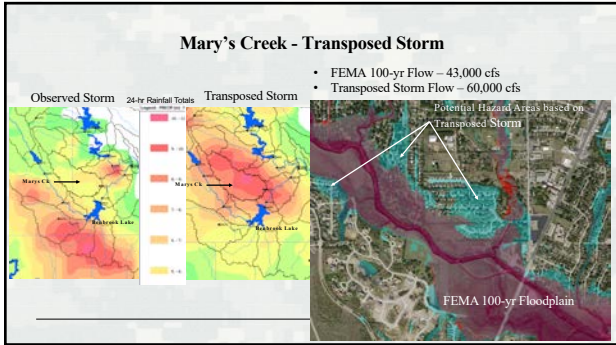 Mary's Creek - Transposed Storm
• FEMA 100-yr Flow – 43,000 cfs
• Transposed Storm Flow – 60,000 cfs
Observed Storm
24-hr Rainfall Totals
Transposed Storm
Marys Ck
Benbrook Lake
Marys Ck
Benbrook Lake
Potential Hazard Areas based on
Transposed Storm
FEMA 100-yr Floodplain